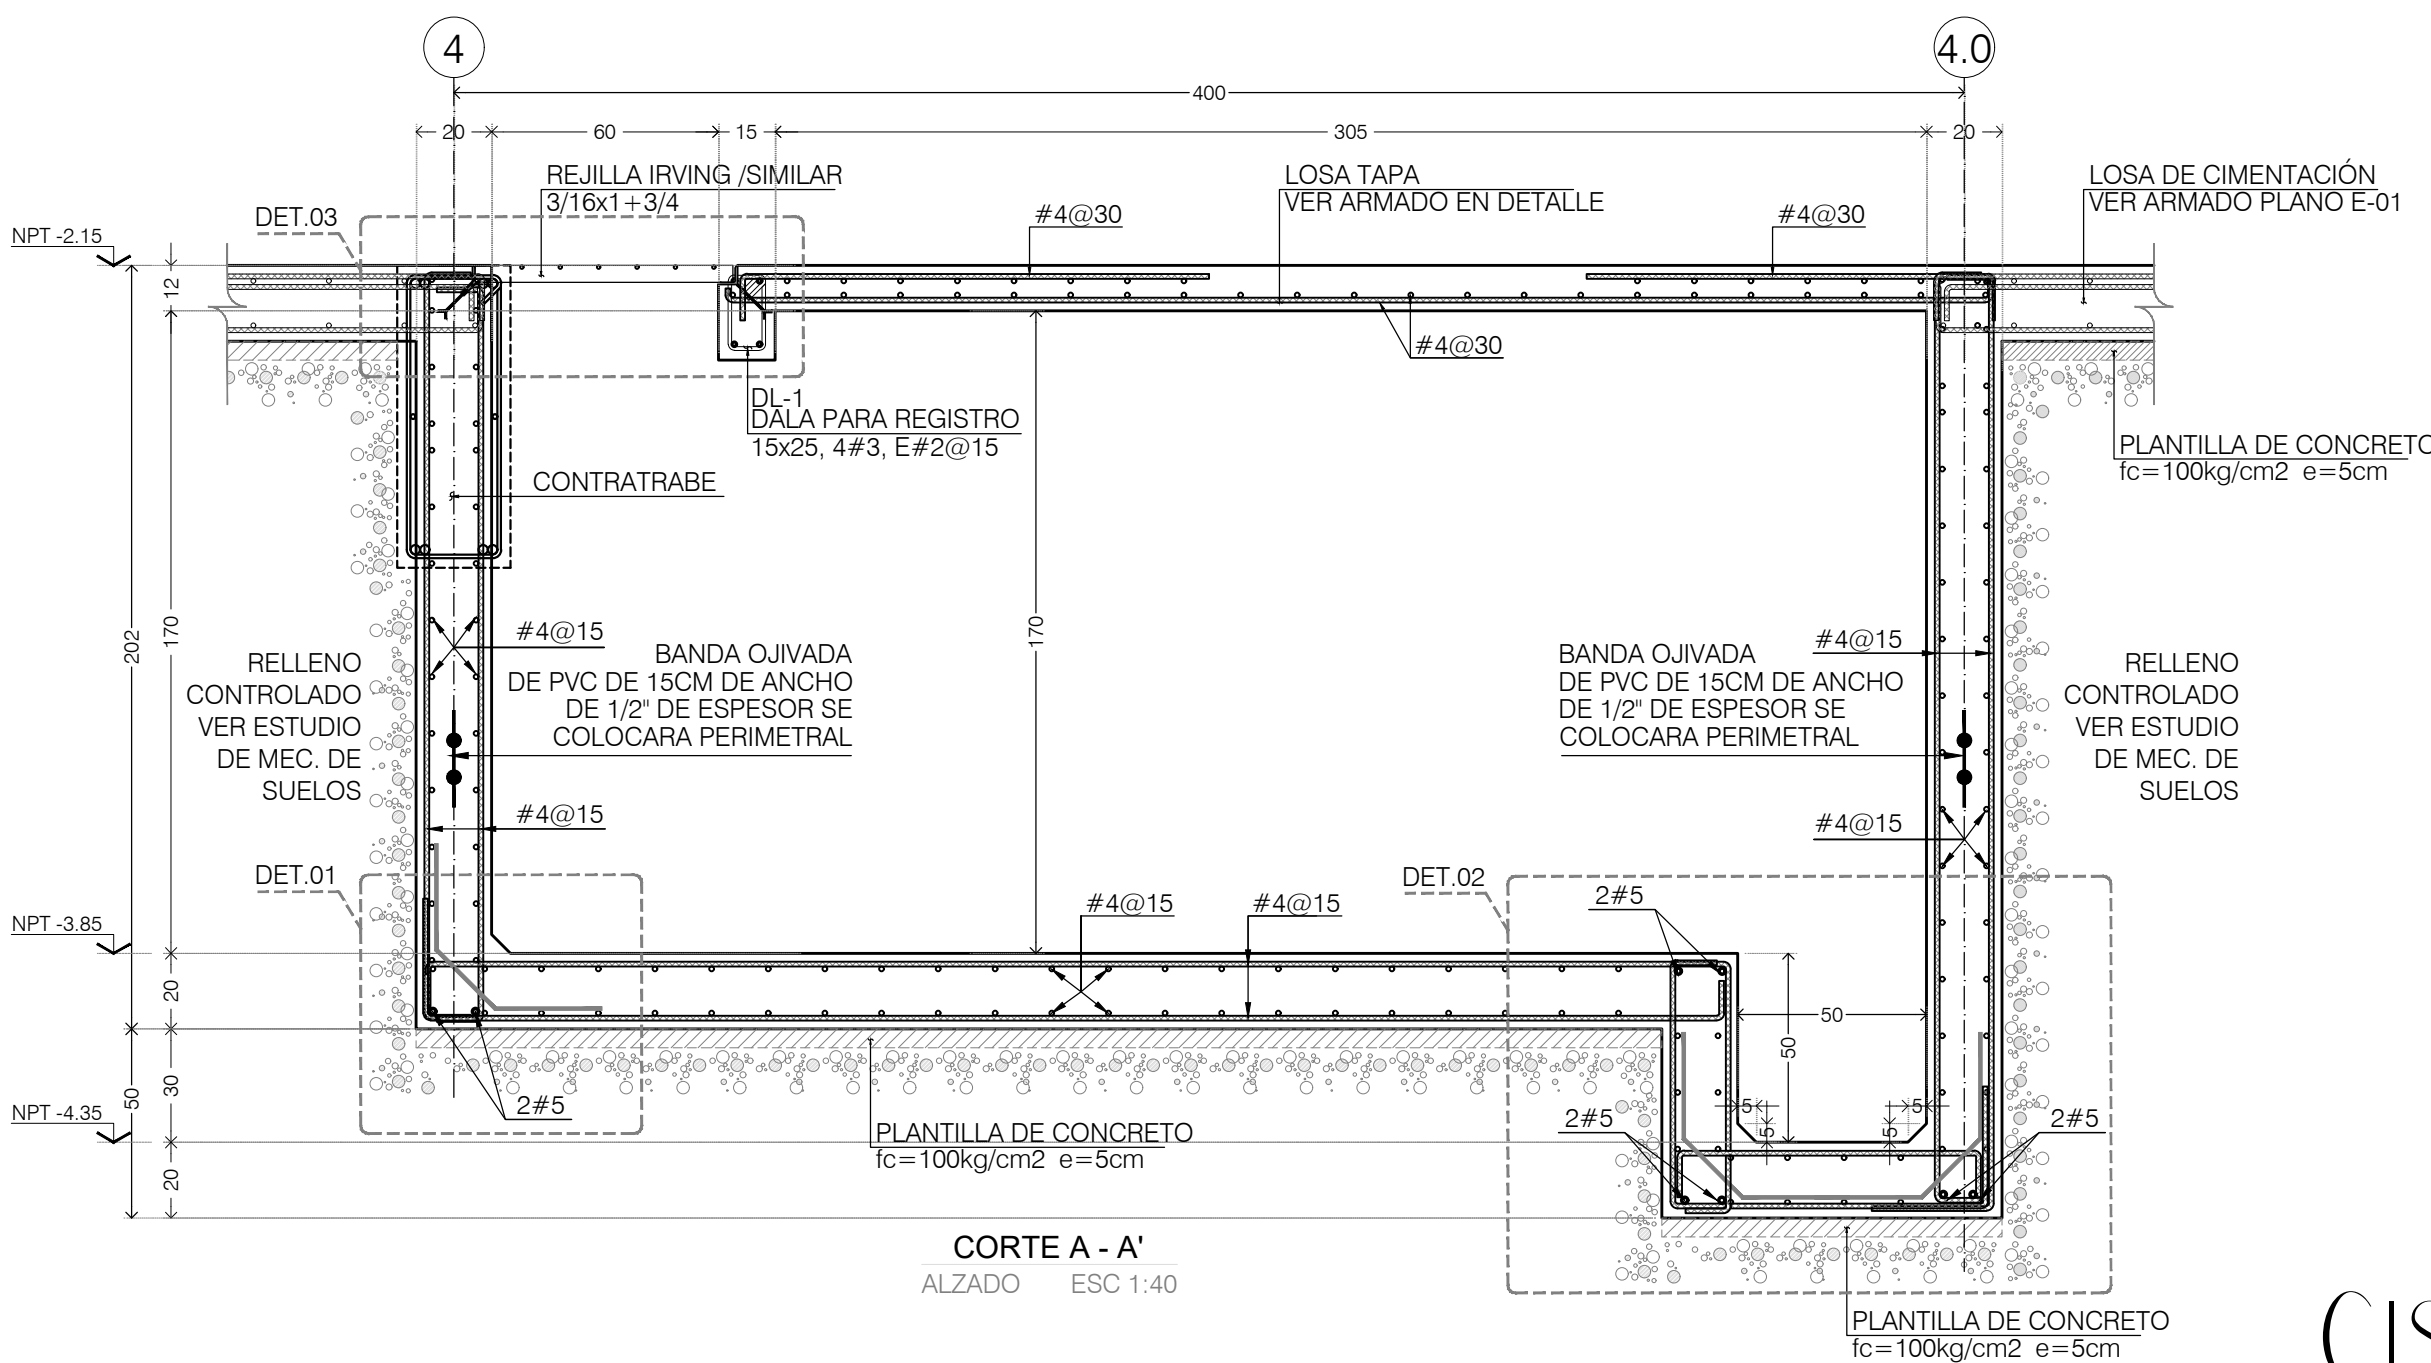 4
4.0
400
20
60
15
305
20
REJILLA IRVING /SIMILAR
3/16x1+3/4
LOSA TAPA
VER ARMADO EN DETALLE
LOSA DE CIMENTACIÓN
VER ARMADO PLANO E-01
DET.03
#4@30
#4@30
NPT -2.15
12
#4@30
DL-1
DALA PARA REGISTRO
15x25, 4#3, E#2@15
PLANTILLA DE CONCRETO
fc=100kg/cm2 e=5cm
CONTRATRABE
202
170
170
#4@15
#4@15
RELLENO
CONTROLADO
VER ESTUDIO
DE MEC. DE
SUELOS
BANDA OJIVADA
DE PVC DE 15CM DE ANCHO
DE 1/2" DE ESPESOR SE
COLOCARA PERIMETRAL
BANDA OJIVADA
DE PVC DE 15CM DE ANCHO
DE 1/2" DE ESPESOR SE
COLOCARA PERIMETRAL
RELLENO
CONTROLADO
VER ESTUDIO
DE MEC. DE
SUELOS
#4@15
#4@15
DET.01
DET.02
#4@15
#4@15
2#5
NPT -3.85
20
50
50
30
50
NPT -4.35
2#5
5
5
5
5
2#5
2#5
20
PLANTILLA DE CONCRETO
fc=100kg/cm2 e=5cm
CORTE A - A'
ALZADO ESC 1:40
PLANTILLA DE CONCRETO
fc=100kg/cm2 e=5cm